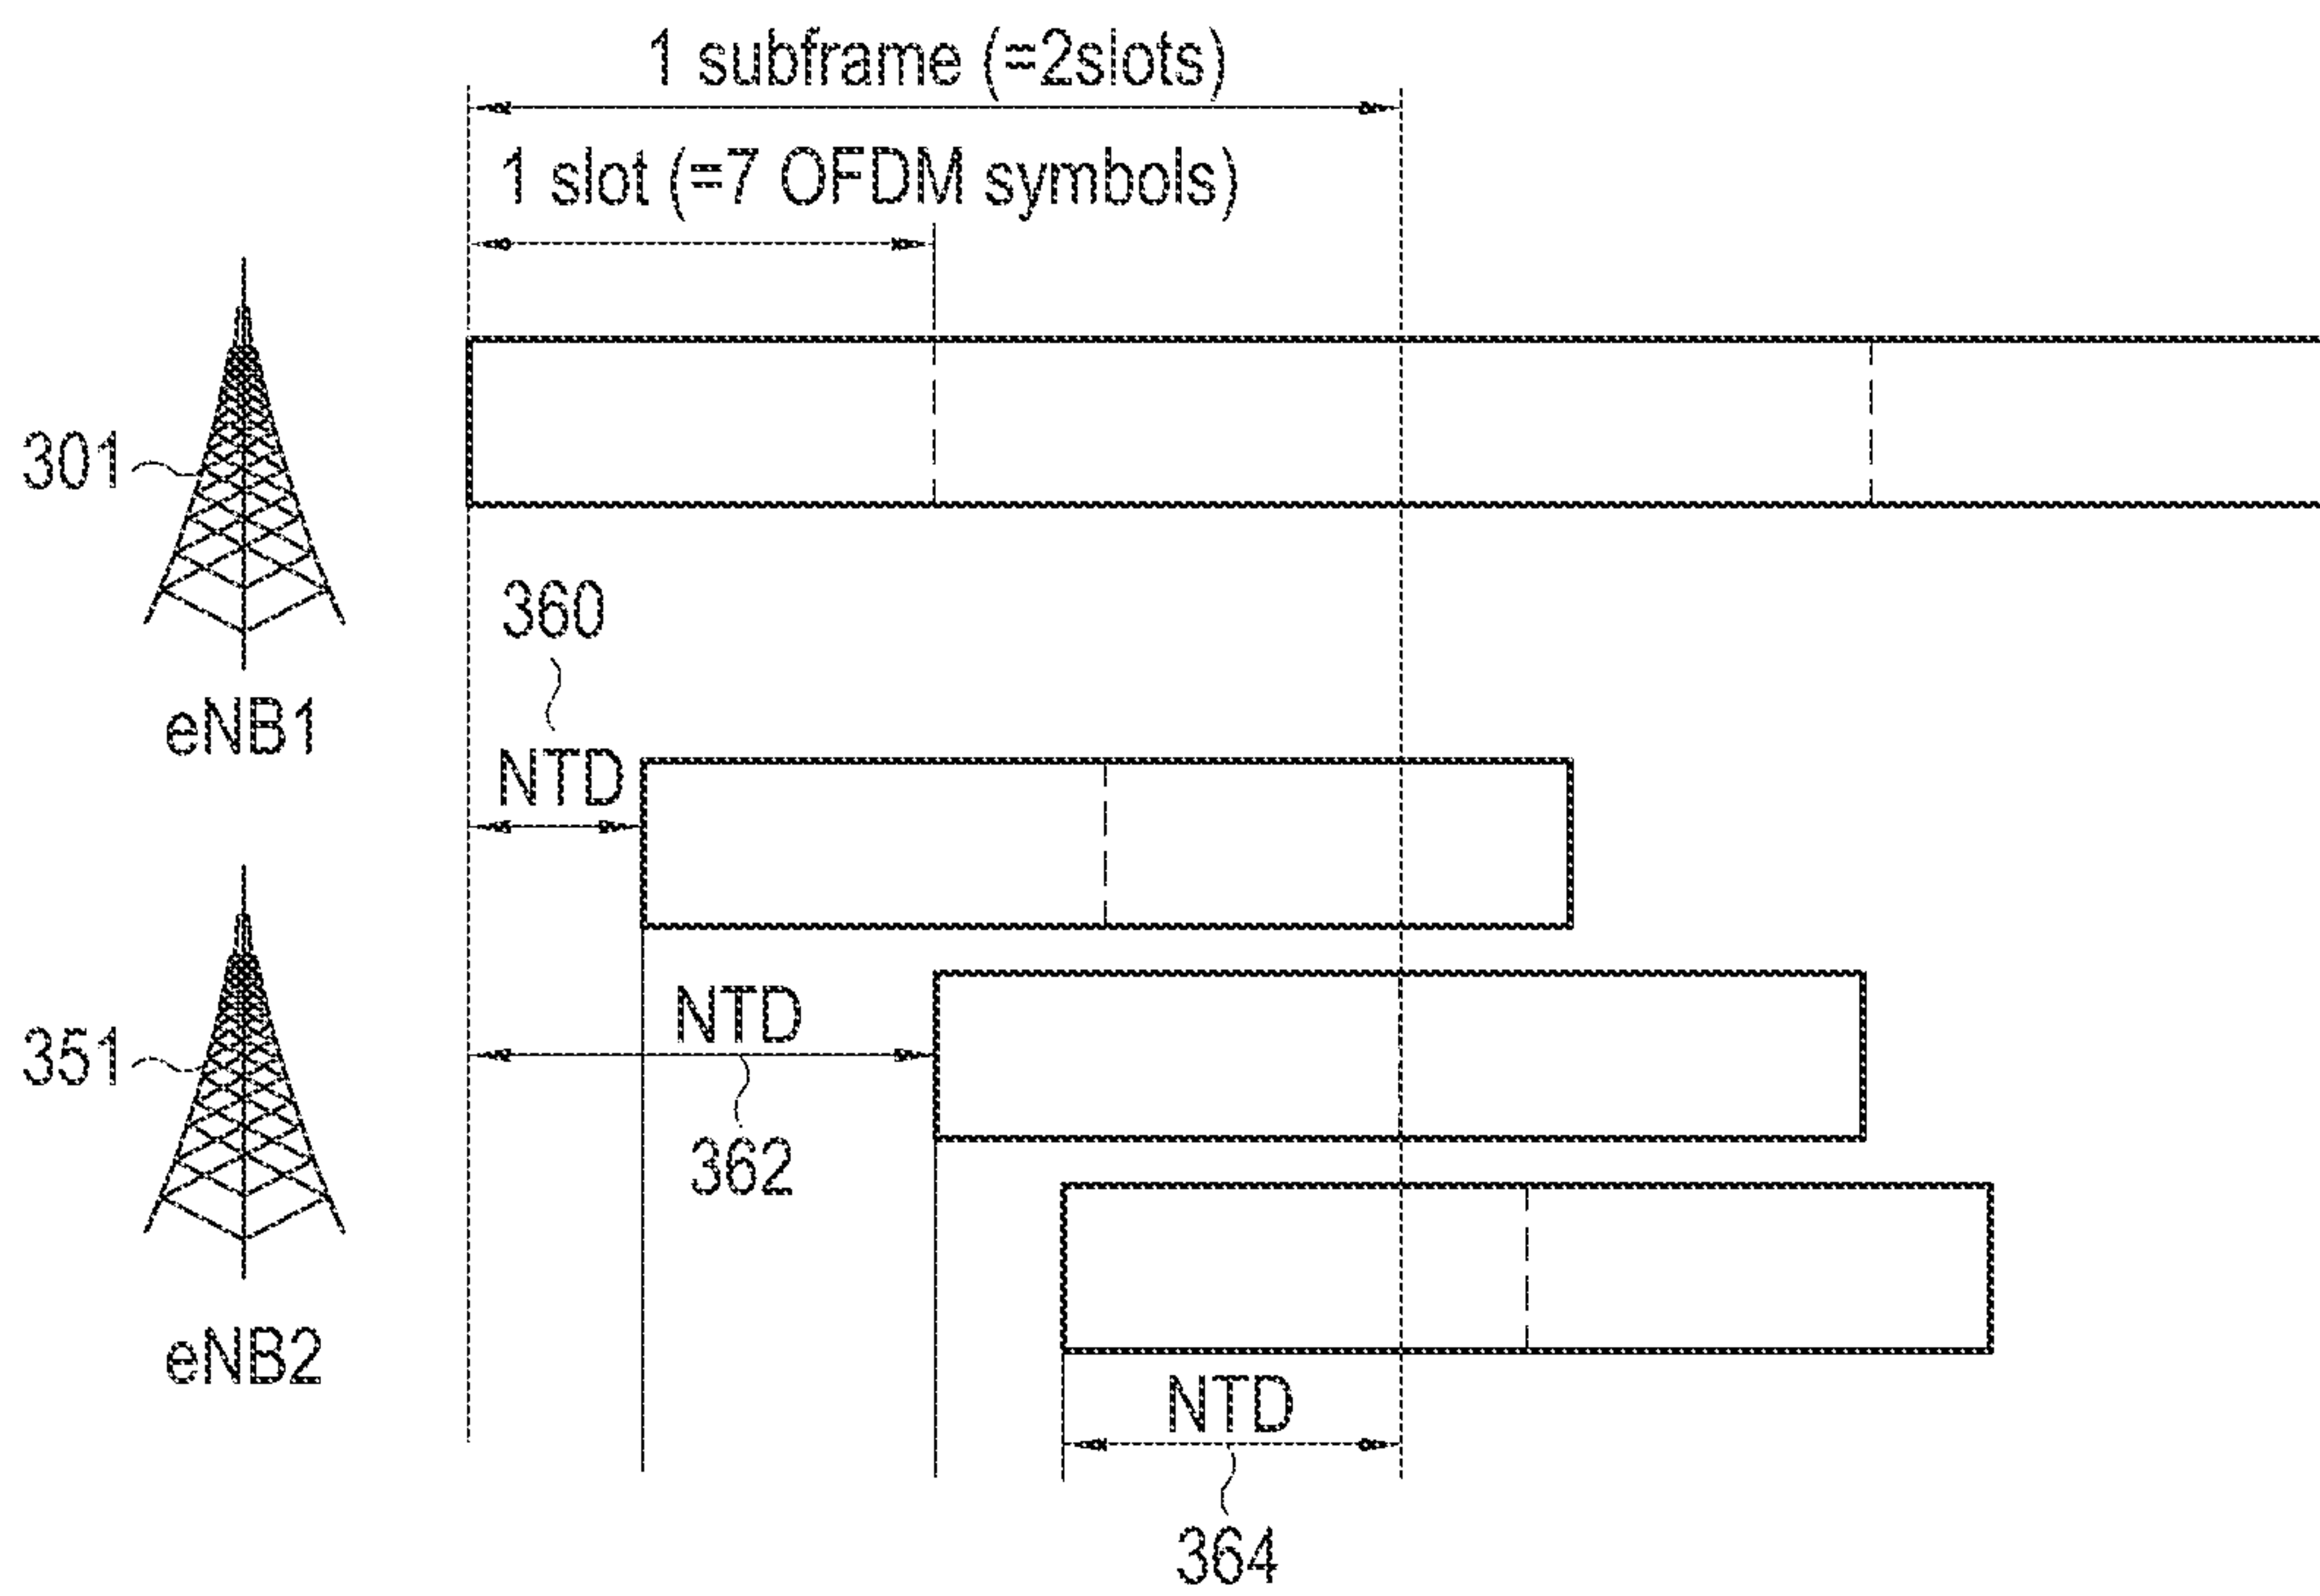 1 subframe (=2slots)
1 slot (=7 OFDM symbols)
301
eNB1
360
NTD
NTD
351
362
eNB2
NTD
364